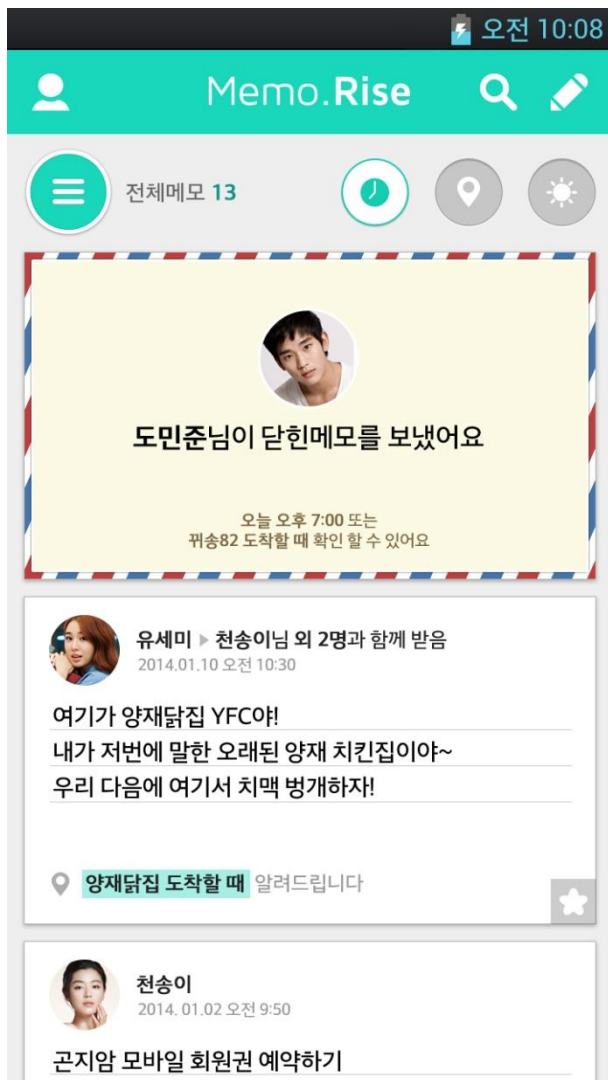 오전 10:08
Memo.Rise
전체메모 13
도민준님이 닫힌메모를 보냈어요
오늘 오후 7:00 또는
뀌송82 도착할 때 확인 할 수 있어요
유세미 ▶ 천송이님 외 2명과 함께 받음
2014.01.10 오전 10:30
여기가 양재닭집 YFC야!
내가 저번에 말한 오래된 양재 치킨집이야~
우리 다음에 여기서 치맥 벙개하자!
양재닭집 도착할 때 알려드립니다
천송이
2014. 01.02 오전 9:50
곤지암 모바일 회원권 예약하기